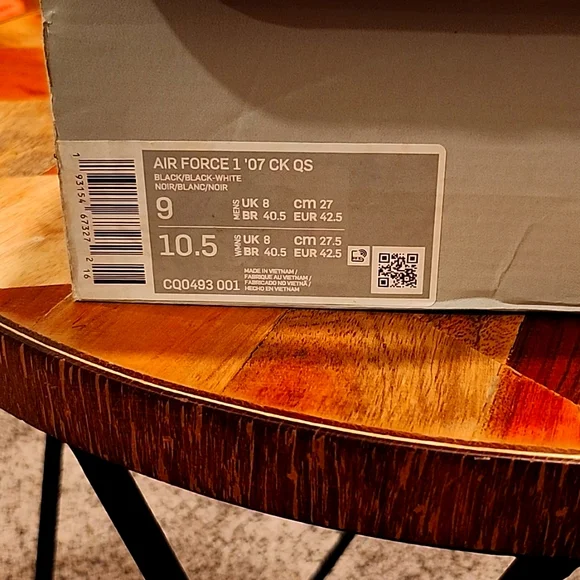 AIR FORCE 1 '07 CK QS
BLACK/BLACK-WHITE
NOIR/BLANC/NOIR
9 MENS UK 8 cm 27
BR 40.5 EUR 42.5
10.5 WMNS UK 8 cm 27.5
BR 40.5 EUR 42.5
CQ0493 001
MADE IN VIETNAM /
FABRIQUE AU VIETNAM /
FABRICADO NO VIETNÃ /
HECHO EN VIETNAM
1 93154 67327 2 16